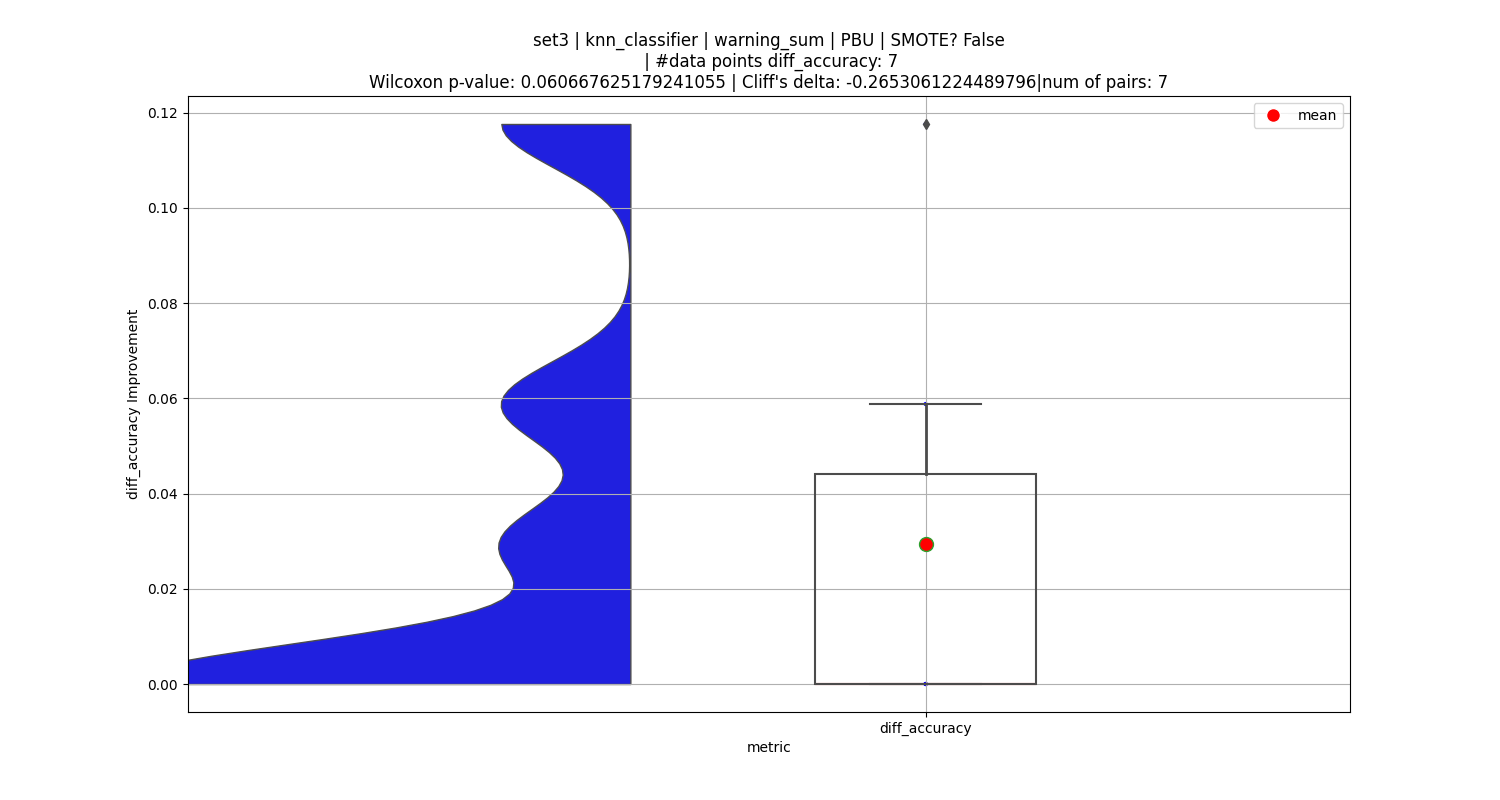 set3 | knn_classifier | warning_sum | PBU | SMOTE? False
| #data points diff_accuracy: 7
Wilcoxon p-value: 0.060667625179241055 | Cliff's delta: -0.2653061224489796|num of pairs: 7
mean
0.12
0.10
0.08
0.06
0.04
0.02
0.00
diff_accuracy Improvement
diff_accuracy
metric